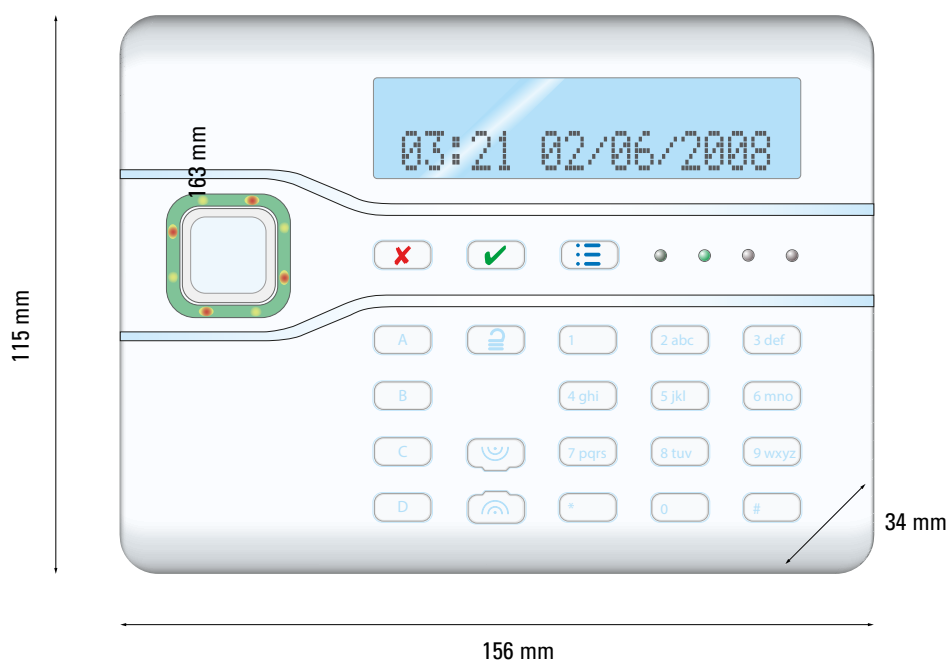 03:21 02/06/2008
163 mm
115 mm
A 1 2 abc 3 def
B 4 ghi 5 jkl 6 mno
C 7 pqrs 8 tuv 9 wxyz
D * 0 #
34 mm
156 mm